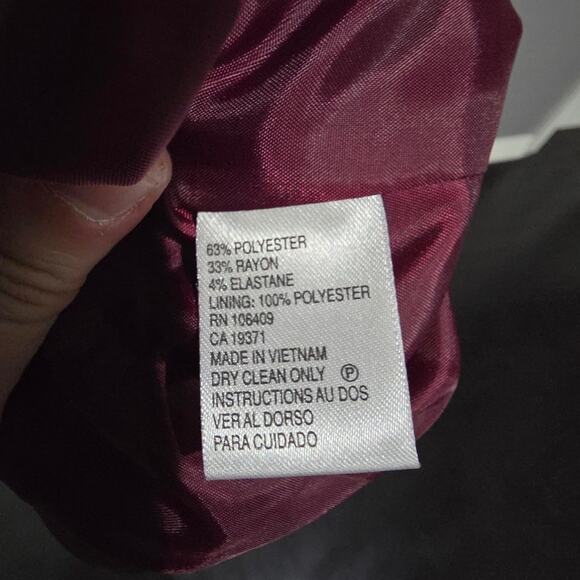 63% POLYESTER
33% RAYON
4% ELASTANE
LINING: 100% POLYESTER
RN 106409
CA 19371
MADE IN VIETNAM
DRY CLEAN ONLY Ⓟ
INSTRUCTIONS AU DOS
VER AL DORSO
PARA CUIDADO